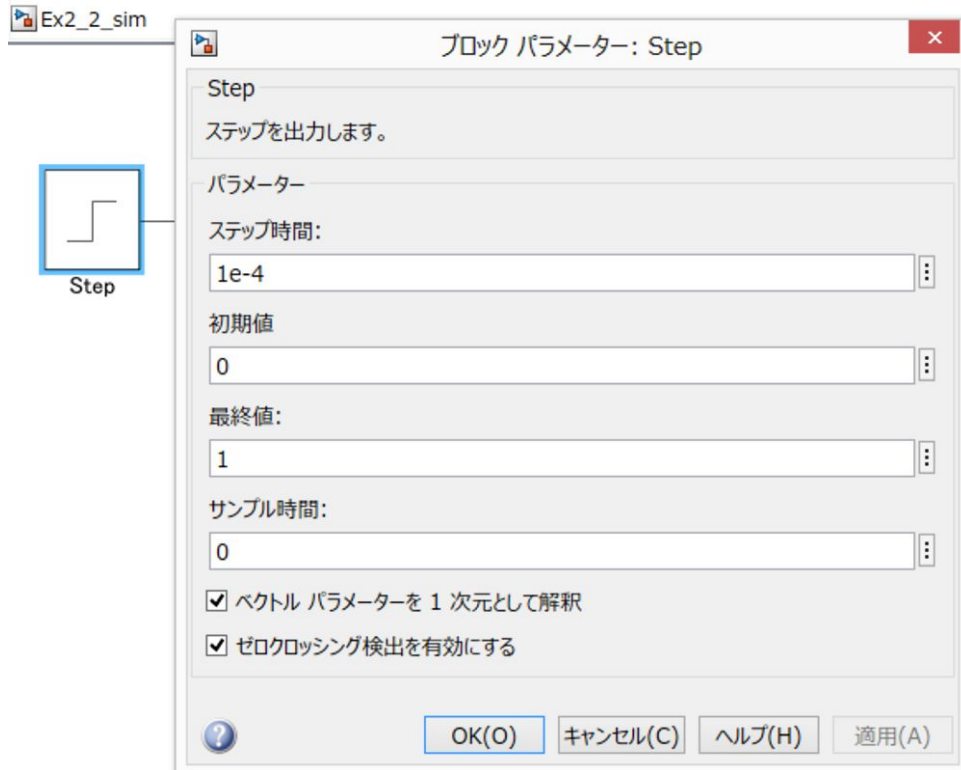 Ex2_2_sim
ブロック パラメーター: Step
Step
ステップを出力します。
Step
パラメーター
ステップ時間:
1e-4
初期値
0
最終値:
1
サンプル時間:
0
ベクトル パラメーターを 1 次元として解釈
ゼロクロッシング検出を有効にする
OK(O) キャンセル(C) ヘルプ(H) 適用(A)